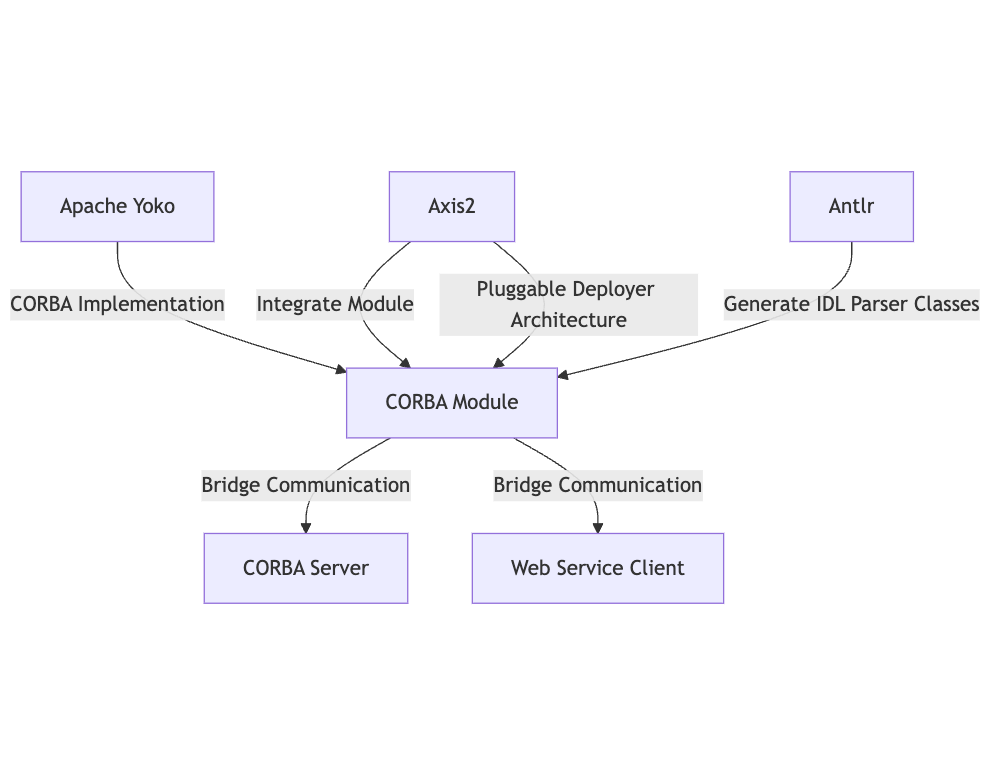 Apache Yoko
Axis2
Antlr
CORBA Implementation
Integrate Module
Pluggable Deployer
Architecture
Generate IDL Parser Classes
CORBA Module
Bridge Communication
Bridge Communication
CORBA Server
Web Service Client